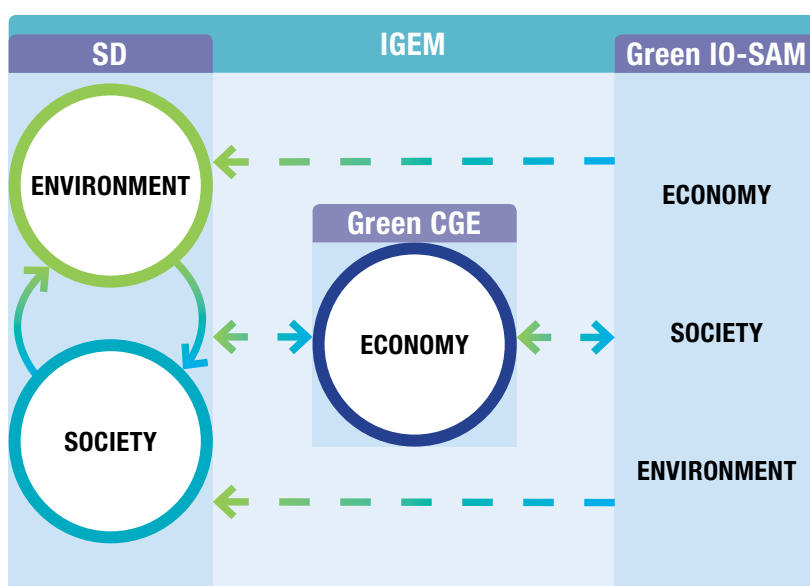 IGEM
SD
Green IO-SAM
ENVIRONMENT
ECONOMY
Green CGE
ECONOMY
SOCIETY
SOCIETY
ENVIRONMENT